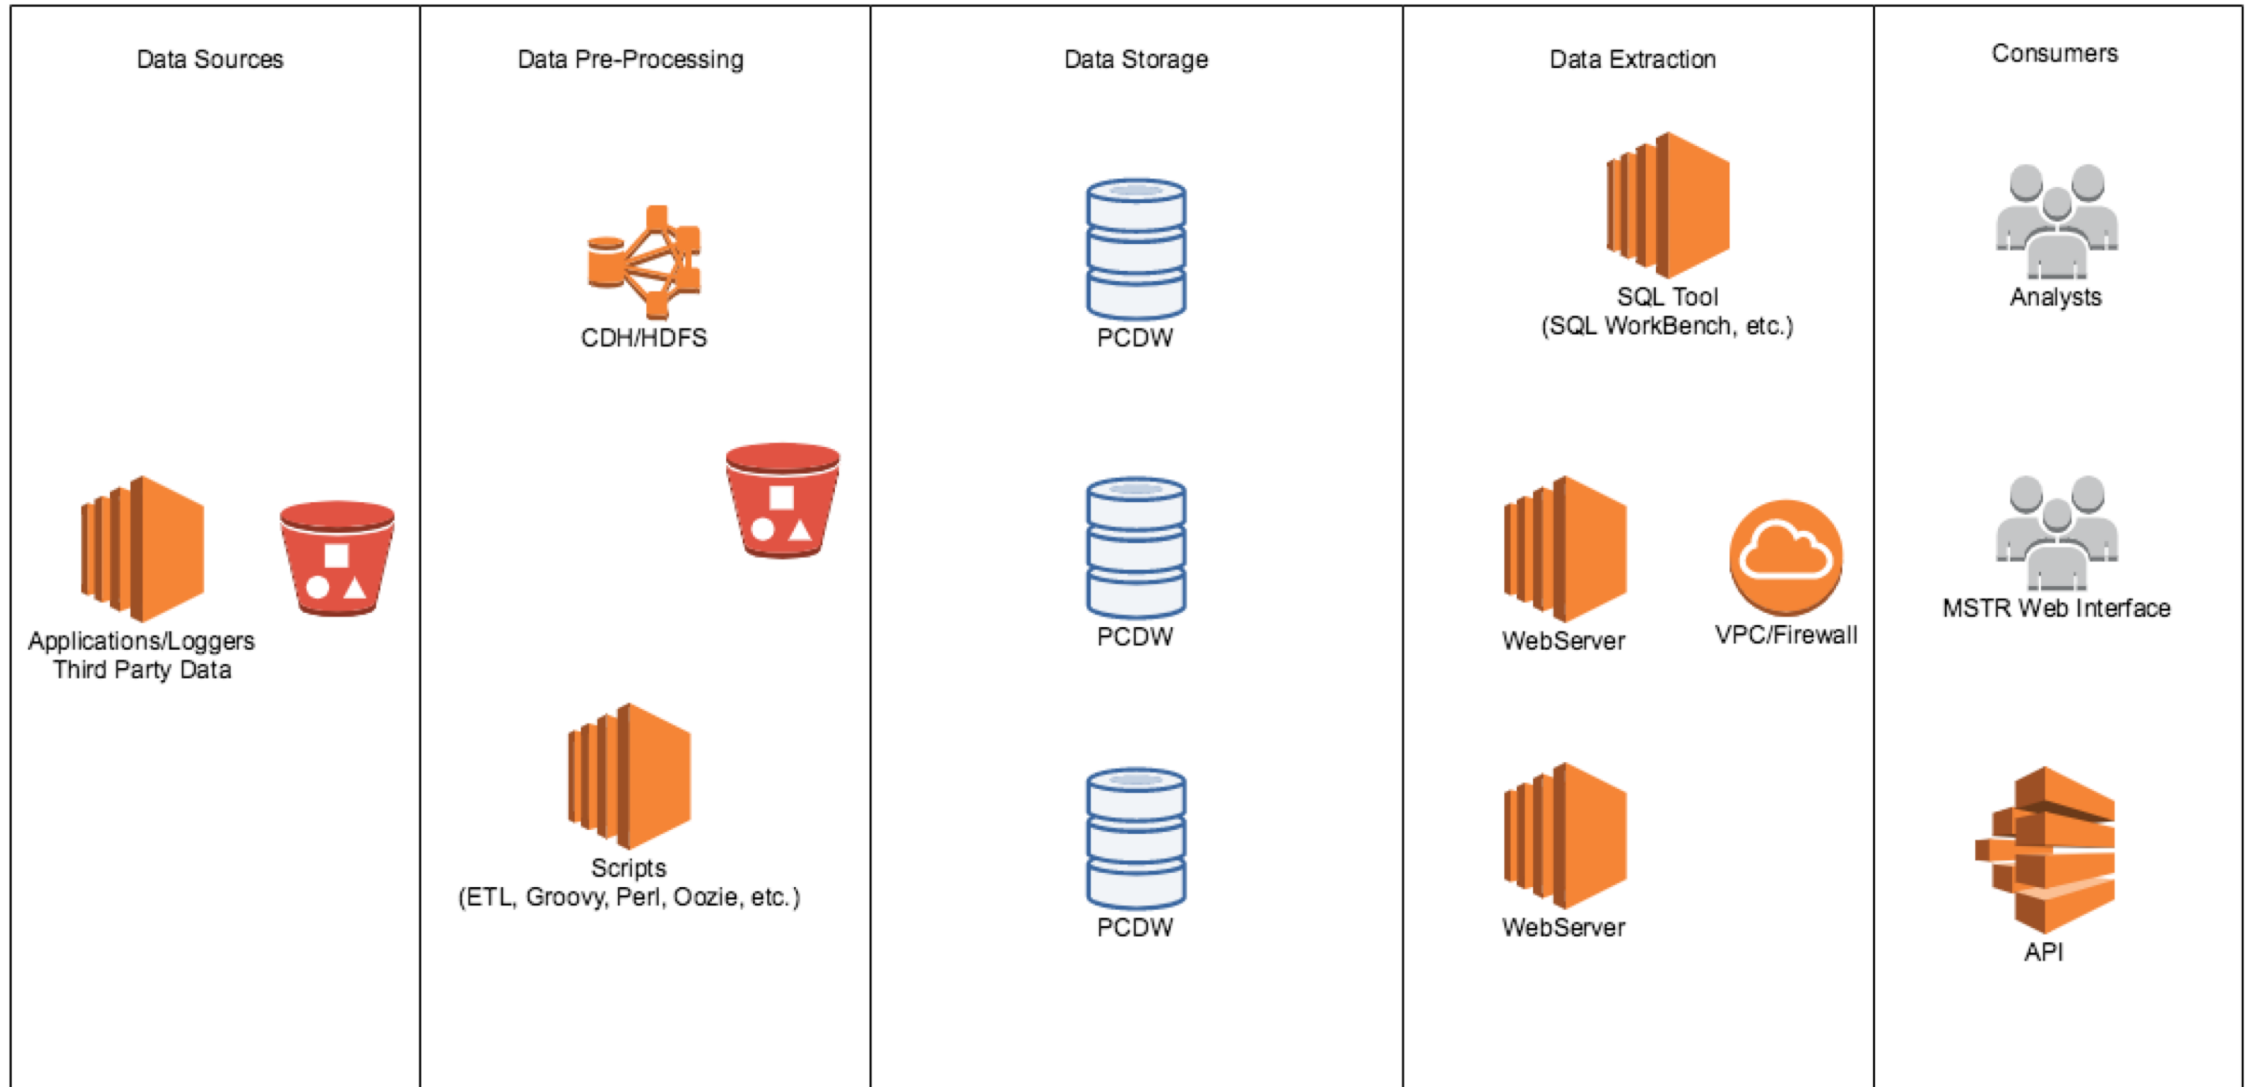 Data Sources
Data Pre-Processing
Data Storage
Data Extraction
Consumers
Applications/Loggers
Third Party Data
CDH/HDFS
Scripts
(ETL, Groovy, Perl, Oozie, etc.)
PCDW
PCDW
PCDW
SQL Tool
(SQL WorkBench, etc.)
WebServer
VPC/Firewall
WebServer
Analysts
MSTR Web Interface
API